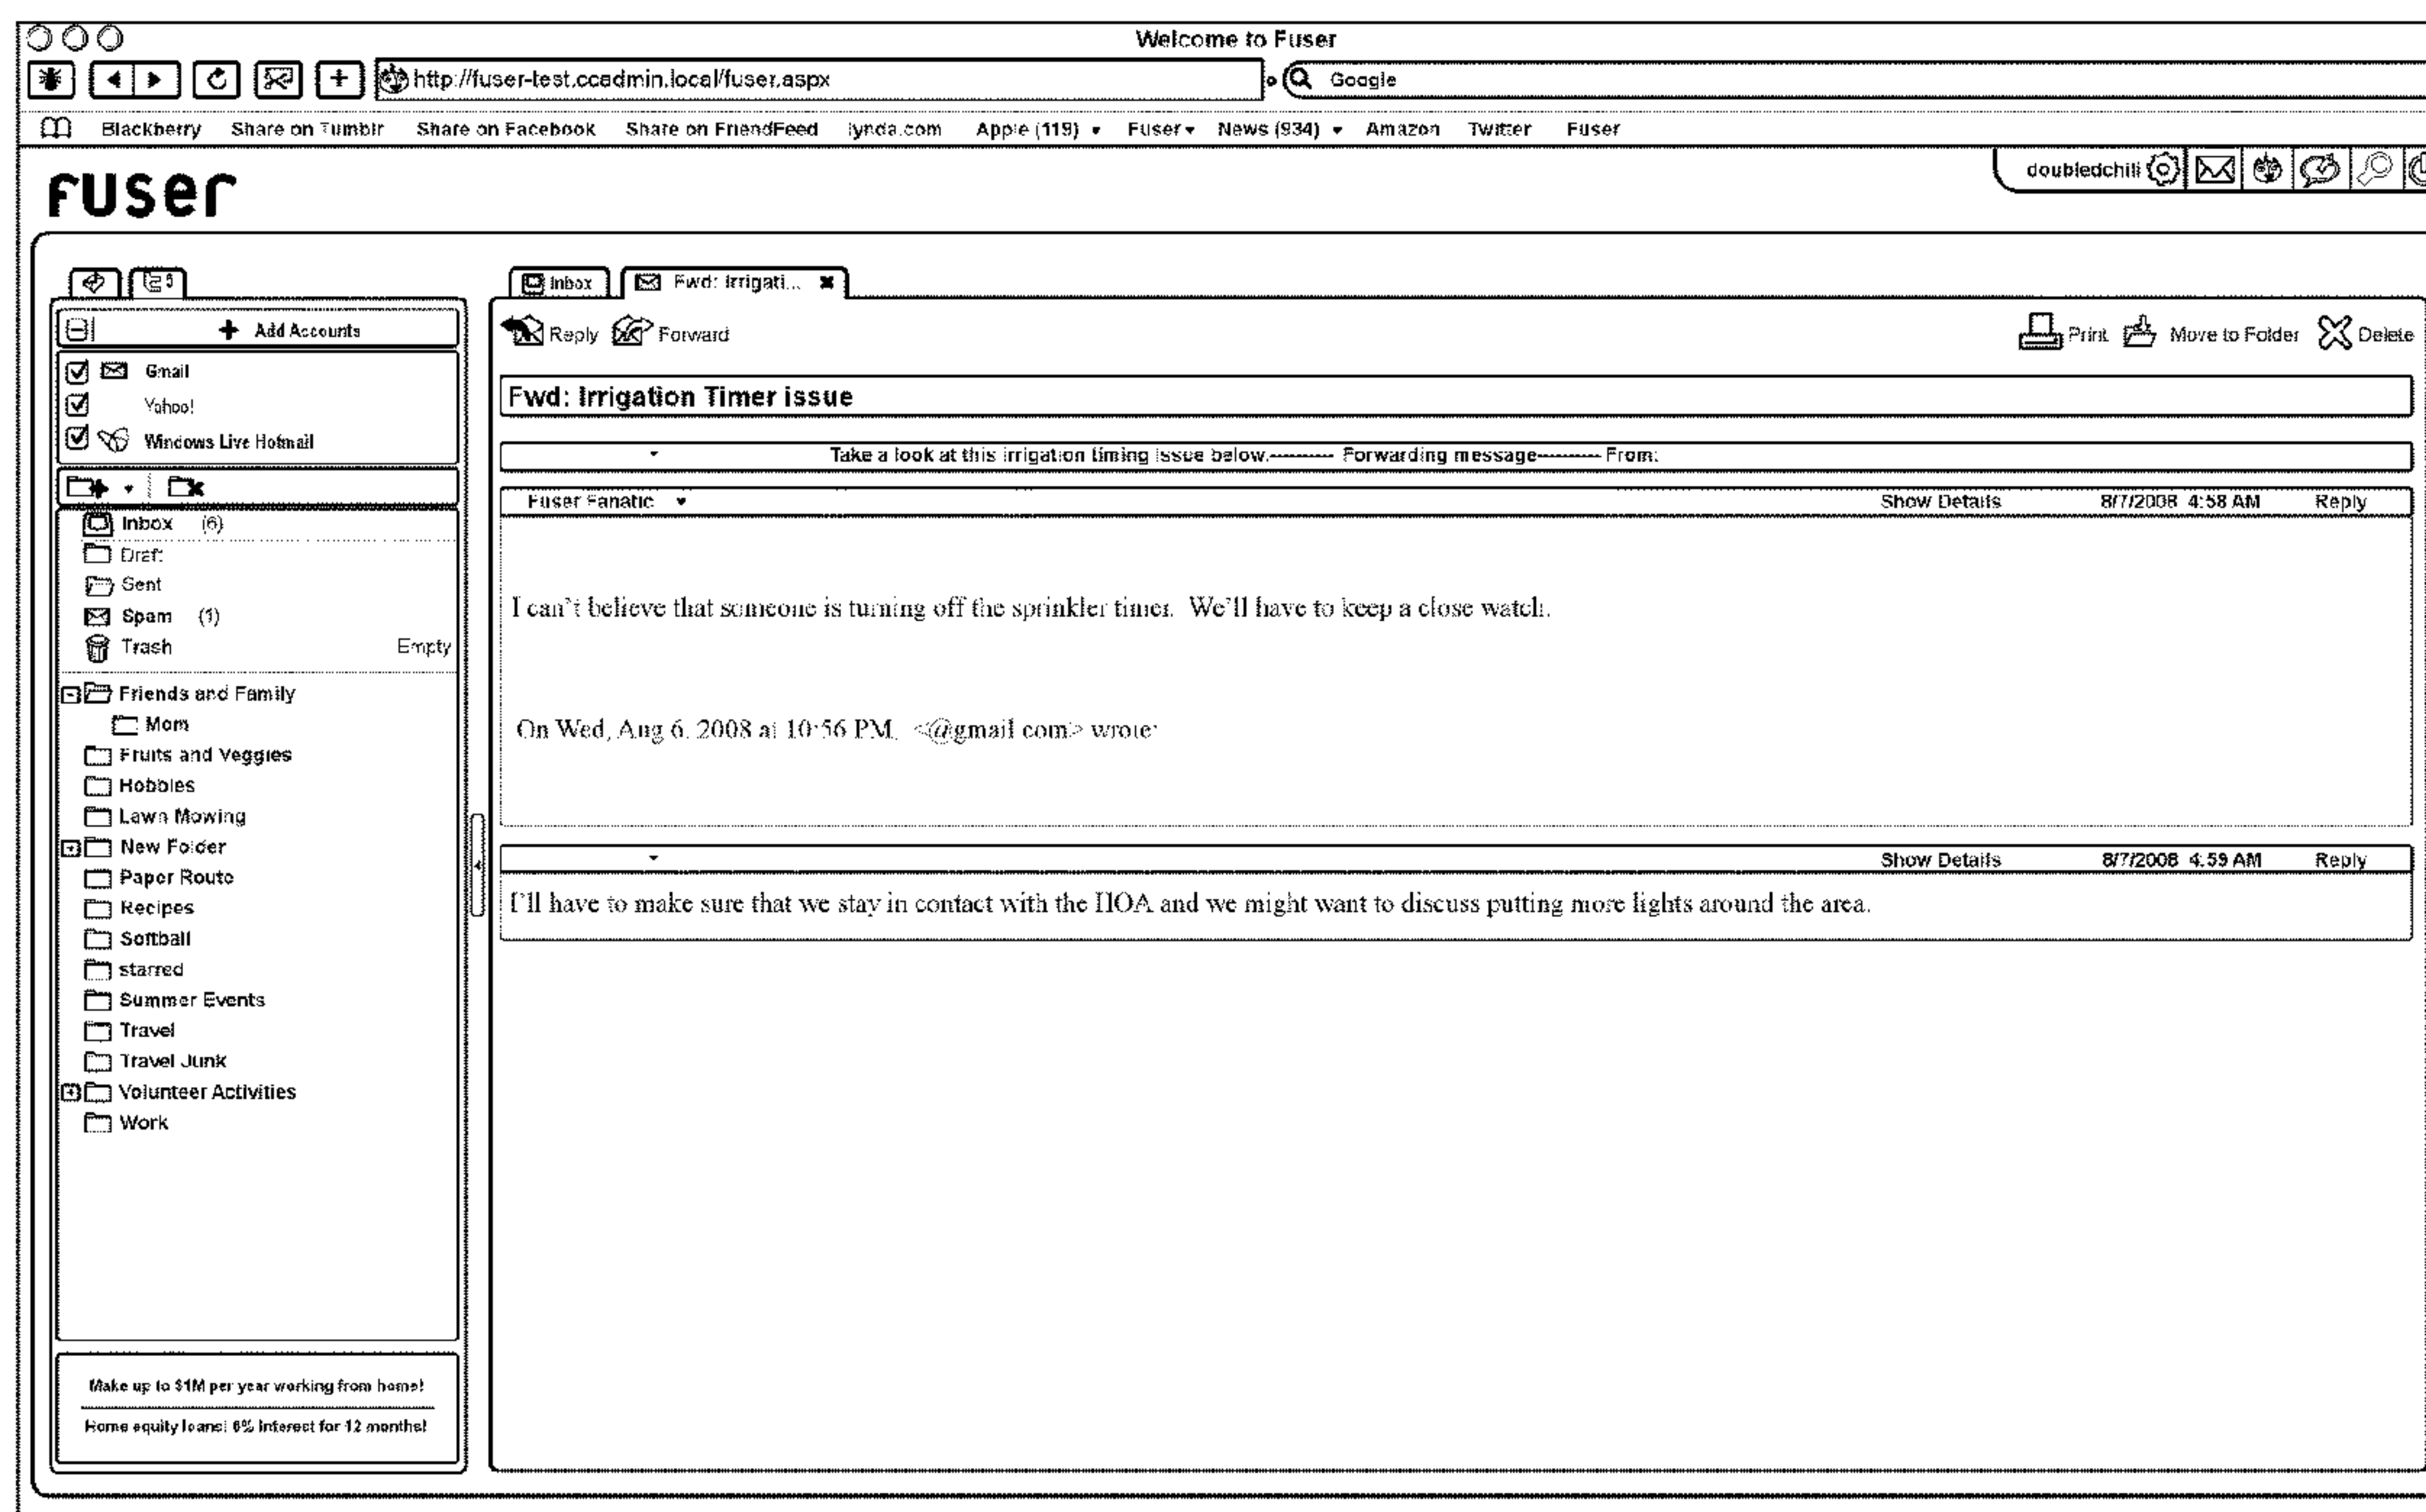 Welcome to Fuser
http://fuser-test.ccadmin.local/fuser.aspx Google
Blackberry Share on Tumblr Share on Facebook Share on FriendFeed lynda.com Apple (119) Fuser News (934) Amazon Twitter Fuser
fuser
doubledchili
Inbox Fwd: Irrigati...
Add Accounts
Reply Forward Print Move to Folder Delete
Gmail
Yahoo!
Windows Live Hotmail
Fwd: Irrigation Timer issue
Take a look at this irrigation timing issue below.---------- Forwarding message---------- From:
Fuser Fanatic Show Details 8/7/2008 4:58 AM Reply
Inbox (6)
Draft
Sent
Spam (1)
Trash Empty
I can't believe that someone is turning off the sprinkler timer. We'll have to keep a close watch.
On Wed, Aug 6, 2008 at 10:56 PM, <@gmail com> wrote:
Friends and Family
Mom
Fruits and Veggies
Hobbies
Lawn Mowing
New Folder
Paper Route
Recipes
Softball
starred
Summer Events
Travel
Travel Junk
Volunteer Activities
Work
Show Details 8/7/2008 4:59 AM Reply
I'll have to make sure that we stay in contact with the HOA and we might want to discuss putting more lights around the area.
Make up to $1M per year working from home!
Home equity loans! 6% interest for 12 months!